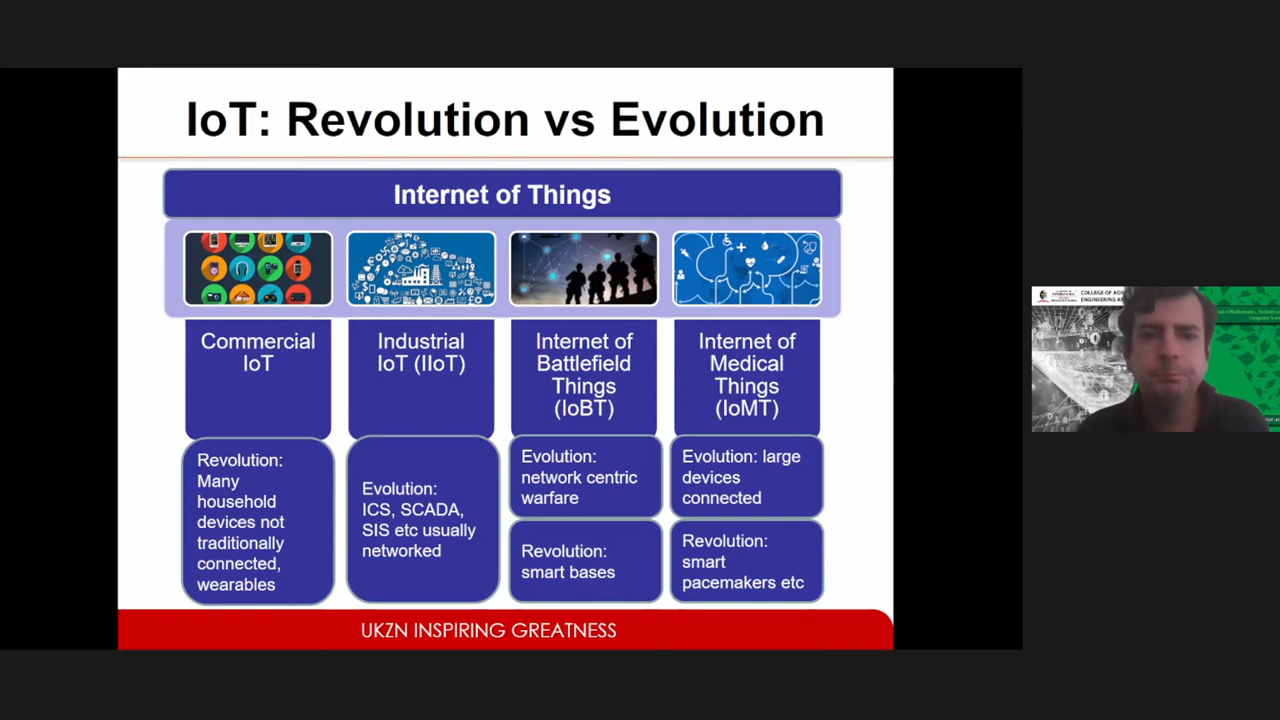 IoT: Revolution vs Evolution
Internet of Things
Commercial
IoT
Industrial
IoT (IIoT)
Internet of
Battlefield
Things
(IoBT)
Internet of
Medical
Things
(IoMT)
Revolution:
Many
household
devices not
traditionally
connected,
wearables
Evolution:
ICS, SCADA,
SIS etc usually
networked
Evolution:
network centric
warfare
Revolution:
smart bases
Evolution: large
devices
connected
Revolution:
smart
pacemakers etc
UKZN INSPIRING GREATNESS
COLLEGE OF
ENGINEERING